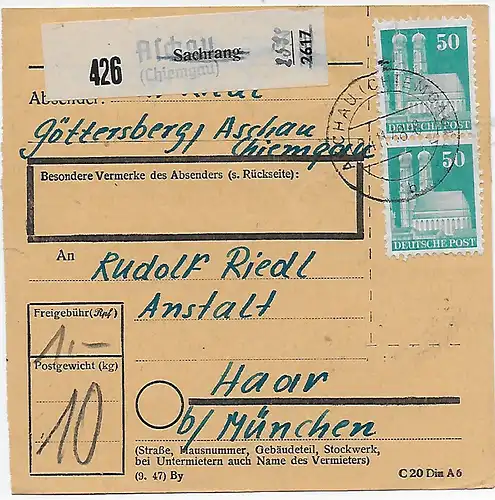 Aschau
Sachrang
(Chiemgau)
426
2617
50
Absender:
Göttersberg, Aschau
Chiemgau
DEUTSCHE POST
50
DEUTSCHE POST
Besondere Vermerke des Absenders (s. Rückseite):
An Rudolf Riedl
Anstalt
Freigebühr (Rpf)
1,–
Postgewicht (kg)
10
Haar
b/ München
(Straße, Hausnummer, Gebäudeteil, Stockwerk,
bei Untermietern auch Name des Vermieters)
(9. 47) By
C 20 Din A 6